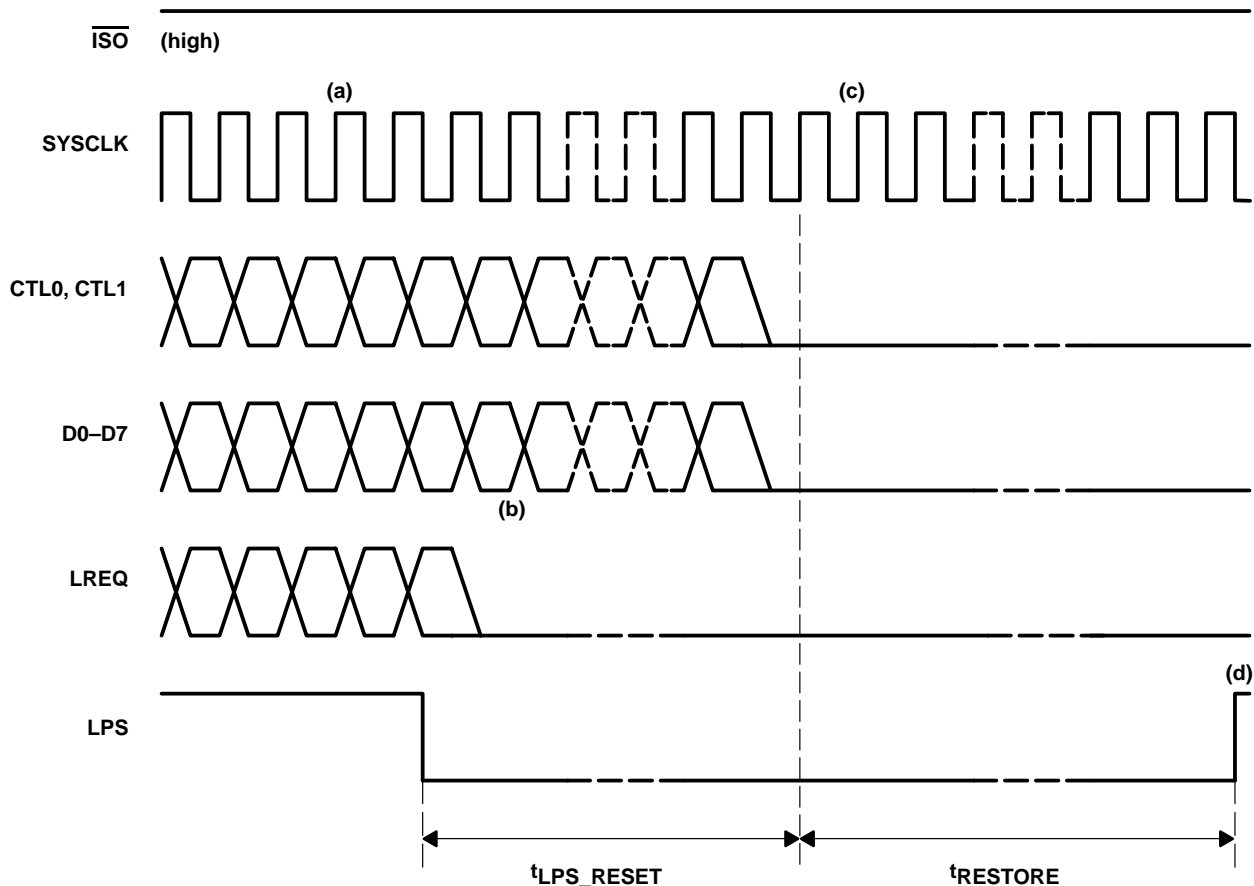 ISO (high)
(a) (c)
SYSCLK
CTL0, CTL1
D0–D7
(b)
LREQ
(d)
LPS
tLPS_RESET tRESTORE